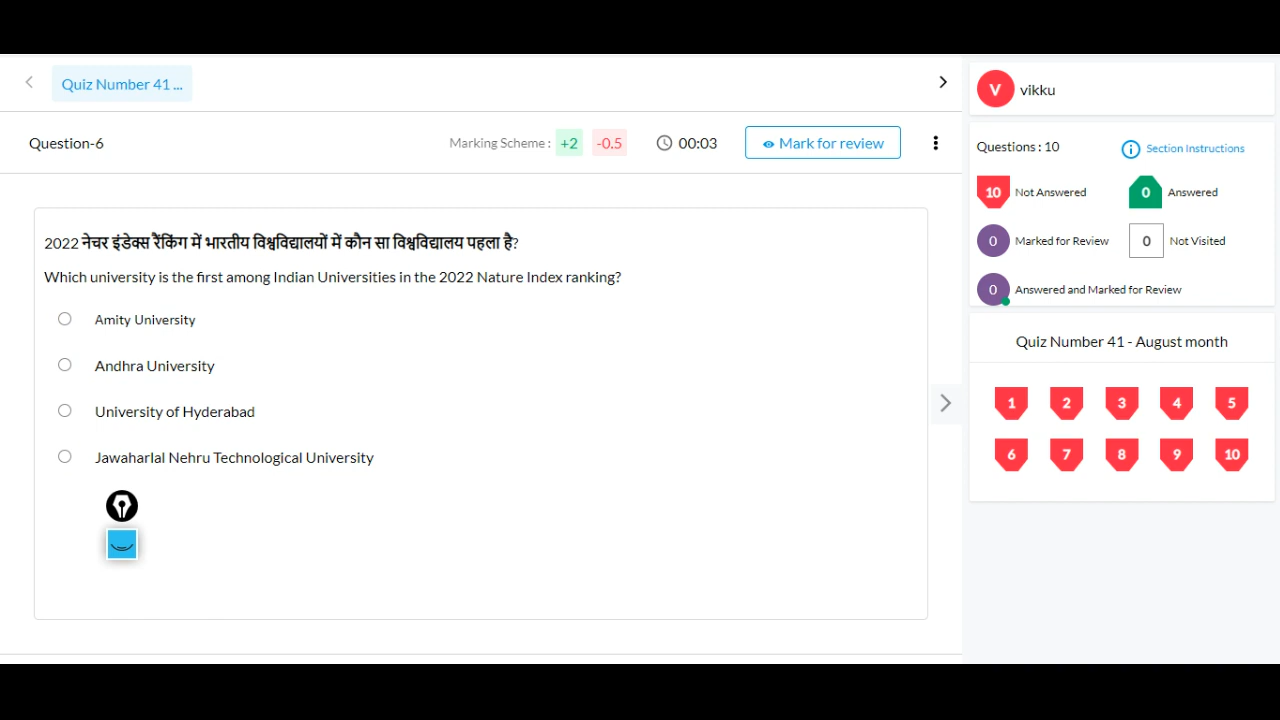 Quiz Number 41 ...
Question-6
Marking Scheme : +2 -0.5 00:03 Mark for review
2022 नेचर इंडेक्स रैंकिंग में भारतीय विश्वविद्यालयों में कौन सा विश्वविद्यालय पहला है?
Which university is the first among Indian Universities in the 2022 Nature Index ranking?
Amity University
Andhra University
University of Hyderabad
Jawaharlal Nehru Technological University
V vikku
Questions : 10 Section Instructions
10 Not Answered 0 Answered
0 Marked for Review 0 Not Visited
0 Answered and Marked for Review
Quiz Number 41 - August month
1 2 3 4 5
6 7 8 9 10